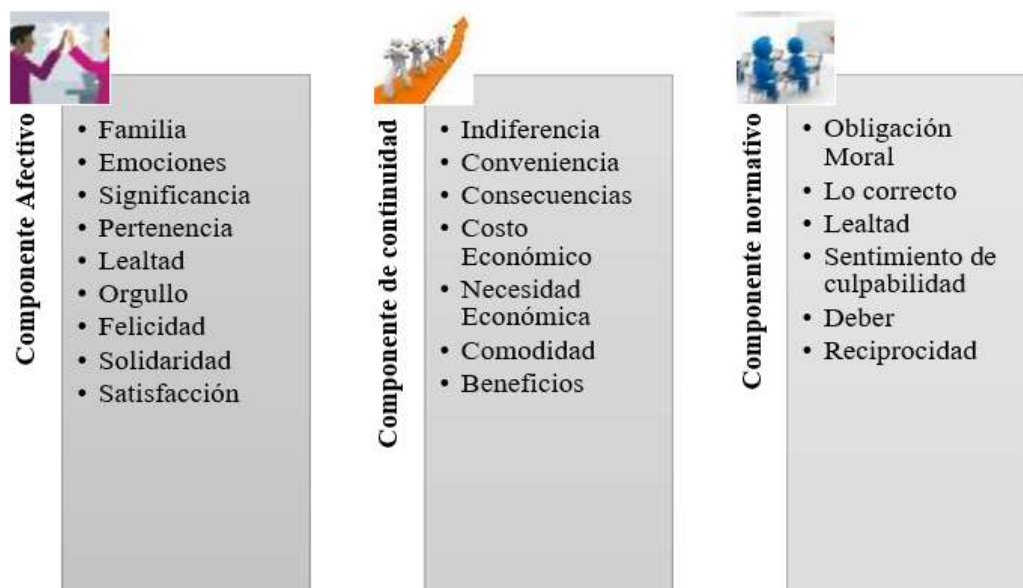 Componente Afectivo
• Familia
• Emociones
• Significancia
• Pertenencia
• Lealtad
• Orgullo
• Felicidad
• Solidaridad
• Satisfacción
Componente de continuidad
• Indiferencia
• Conveniencia
• Consecuencias
• Costo
Económico
• Necesidad
Económica
• Comodidad
• Beneficios
Componente normativo
• Obligación
Moral
• Lo correcto
• Lealtad
• Sentimiento de
culpabilidad
• Deber
• Reciprocidad